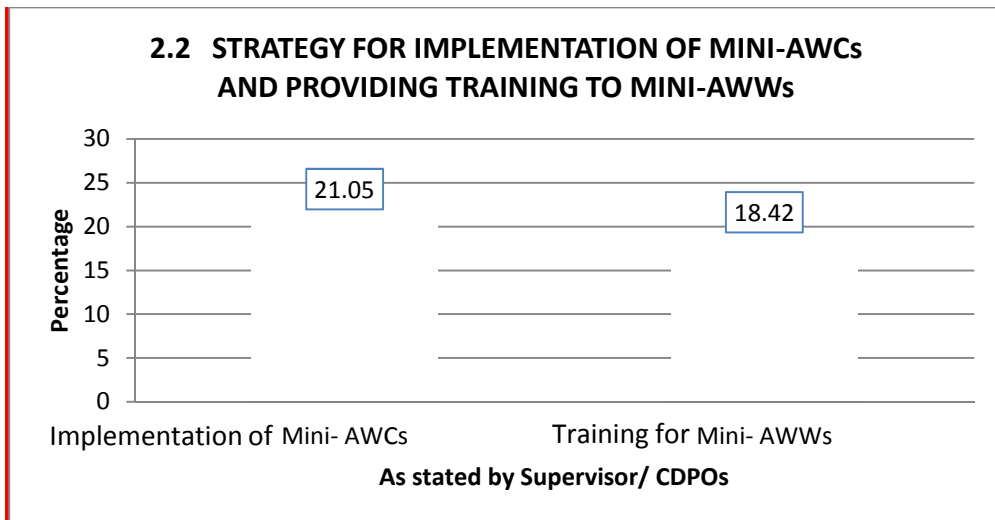 2.2 STRATEGY FOR IMPLEMENTATION OF MINI-AWCs
AND PROVIDING TRAINING TO MINI-AWWs
30
25
20
15
10
5
0
Percentage
21.05
18.42
Implementation of Mini- AWCs
Training for Mini- AWWs
As stated by Supervisor/ CDPOs